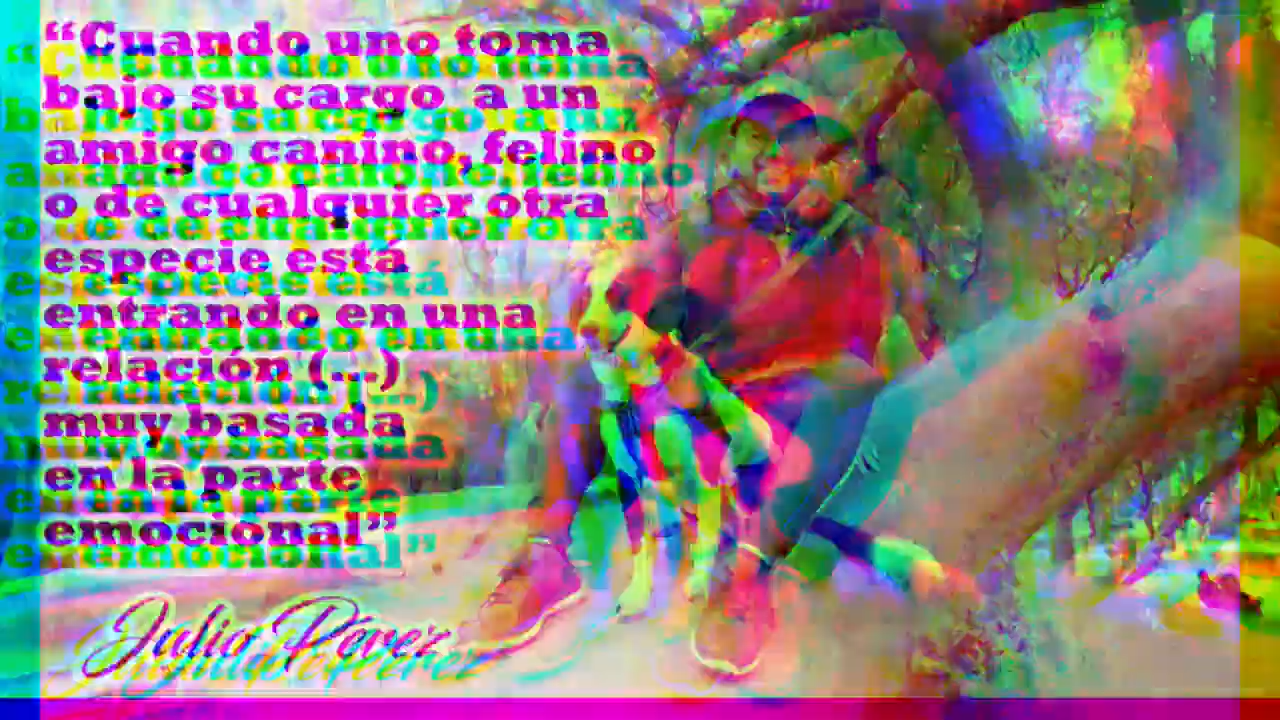 “Cuando uno toma
bajo su cargo a un
amigo canino, felino
o de cualquier otra
especie está
entrando en una
relación (...)
muy basada
en la parte
emocional”
Julio Pérez